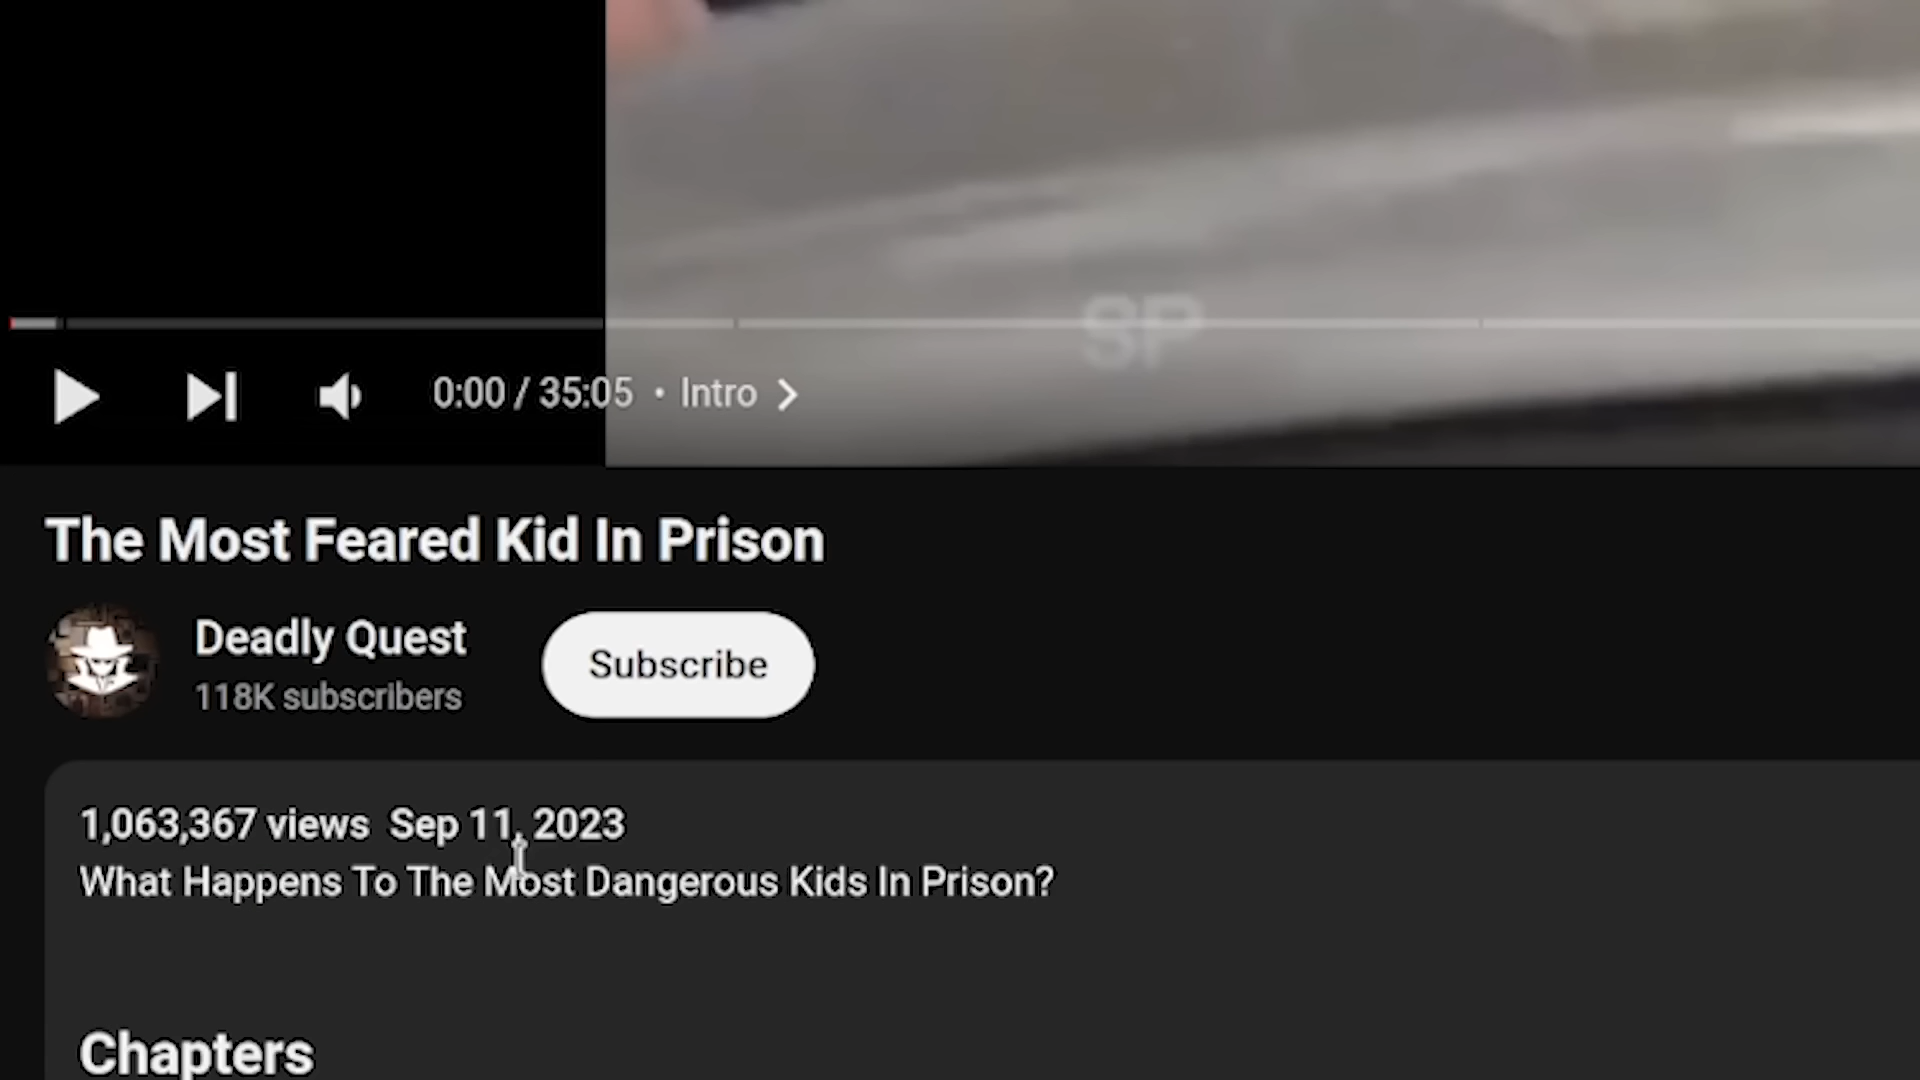 SP
0:00 / 35:05 • Intro
The Most Feared Kid In Prison
Deadly Quest
Subscribe
118K subscribers
1,063,367 views Sep 11, 2023
What Happens To The Most Dangerous Kids In Prison?
Chapters